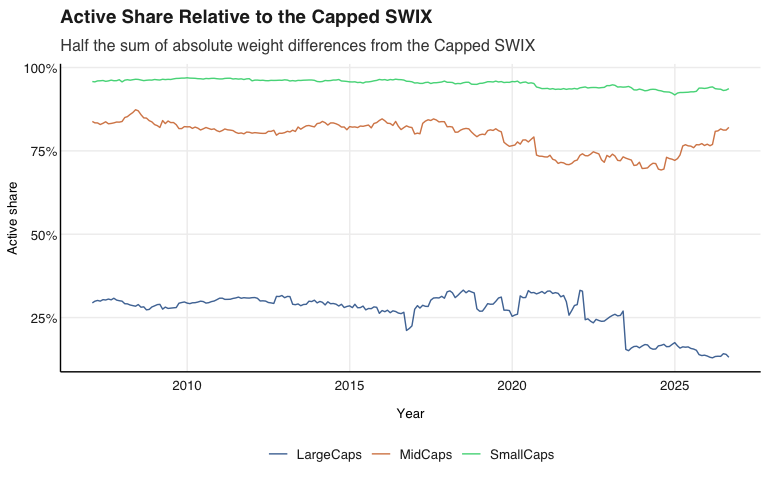 Active Share Relative to the Capped SWIX
Half the sum of absolute weight differences from the Capped SWIX
100%
75%
50%
25%
Active share
2010 2015 2020 2025
Year
LargeCaps MidCaps SmallCaps